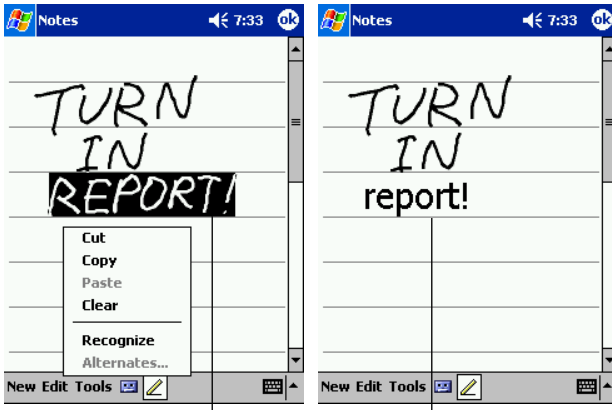 Notes 7:33 ok
TURN
IN
REPORT!
Cut
Copy
Paste
Clear
Recognize
Alternates...
New Edit Tools
Notes 7:33 ok
TURN
IN
report!
New Edit Tools